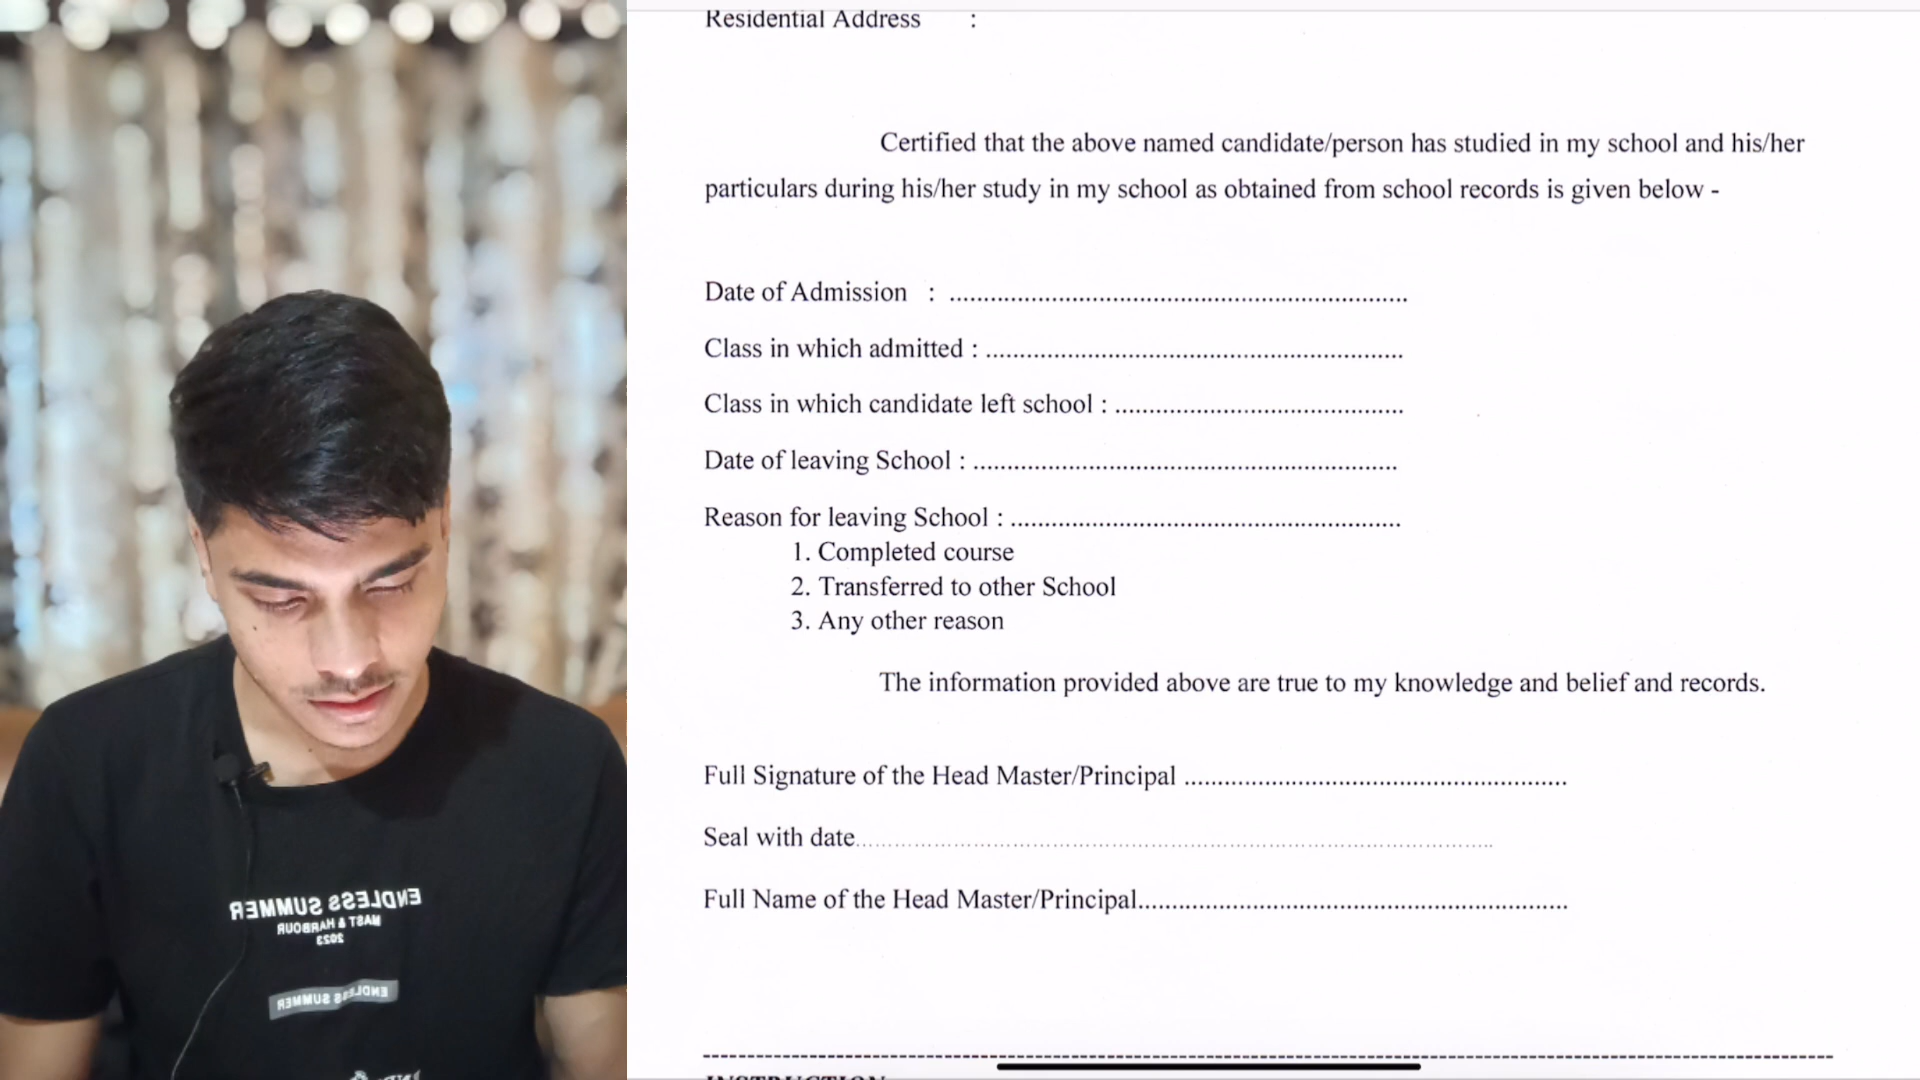 Residential Address :
Certified that the above named candidate/person has studied in my school and his/her
particulars during his/her study in my school as obtained from school records is given below -
Date of Admission : ....................................................................
Class in which admitted : ..............................................................
Class in which candidate left school : ...........................................
Date of leaving School : ...............................................................
Reason for leaving School : ..........................................................
1. Completed course
2. Transferred to other School
3. Any other reason
The information provided above are true to my knowledge and belief and records.
Full Signature of the Head Master/Principal .........................................................
Seal with date...............................................................................................
Full Name of the Head Master/Principal................................................................
INSTRUCTION
ENDLESS SUMMER
MAST & HARBOUR
2023
ENDLESS SUMMER